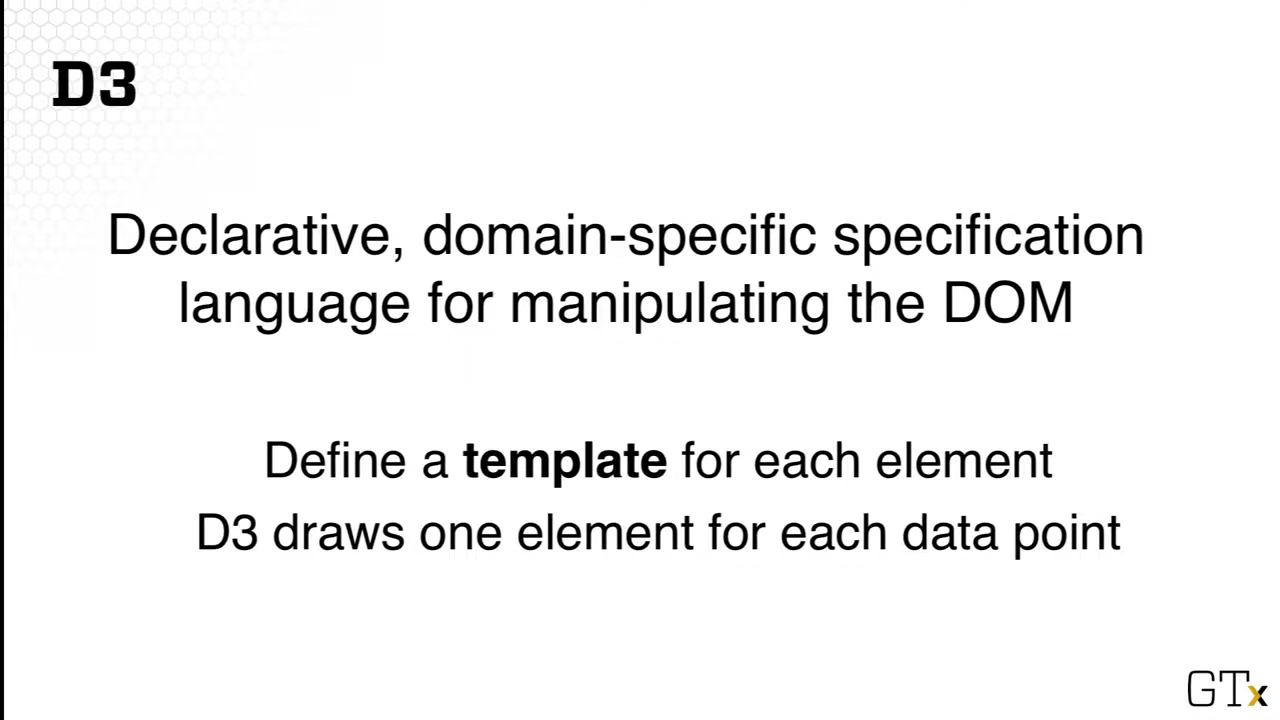 D3
Declarative, domain-specific specification
language for manipulating the DOM
Define a template for each element
D3 draws one element for each data point
GTx